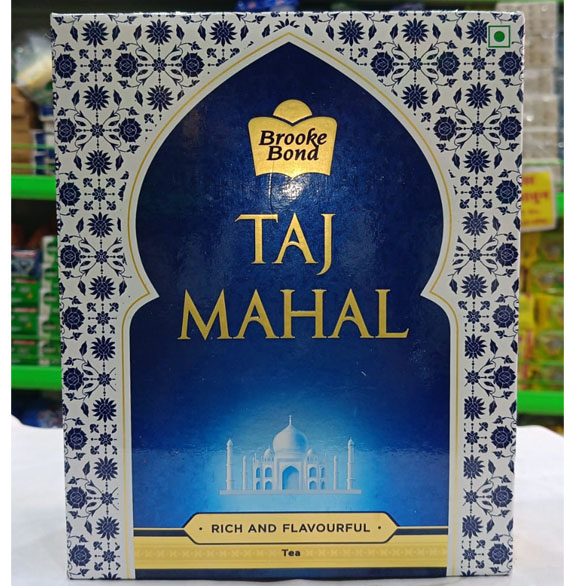 Brooke
Bond
TAJ
MAHAL
• RICH AND FLAVOURFUL •
Tea